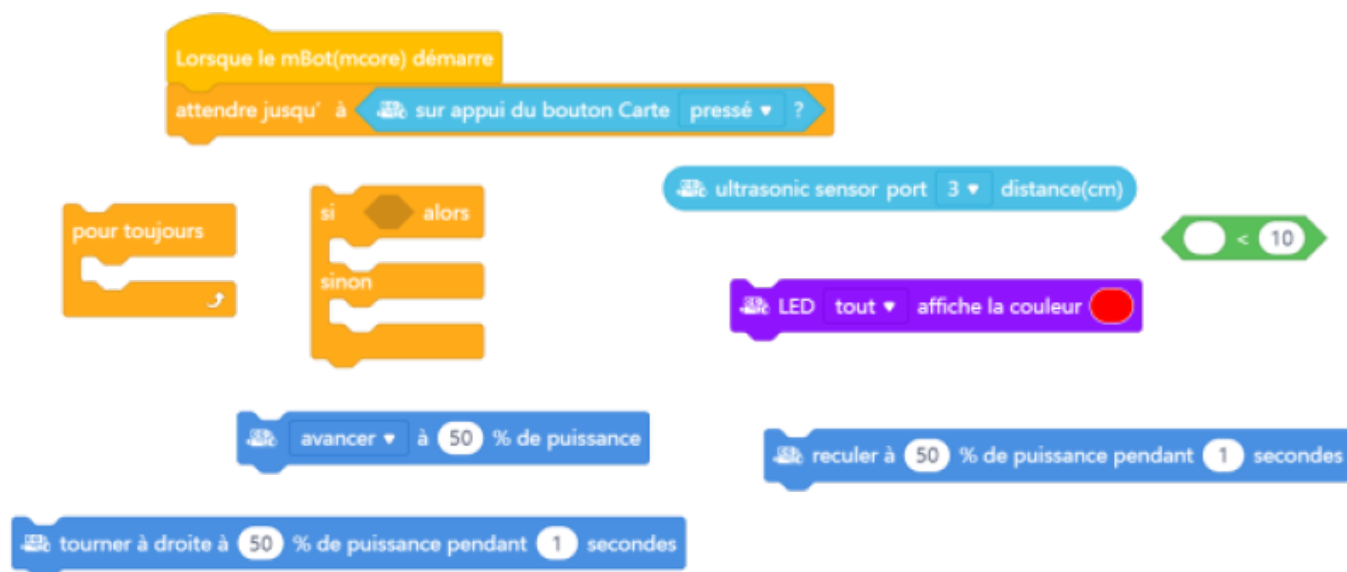 Lorsque le mBot(mcore) démarre
attendre jusqu' à sur appui du bouton Carte pressé ?
ultrasonic sensor port 3 distance(cm)
si alors
pour toujours
< 10
sinon
LED tout affiche la couleur
avancer à 50 % de puissance
reculer à 50 % de puissance pendant 1 secondes
tourner à droite à 50 % de puissance pendant 1 secondes